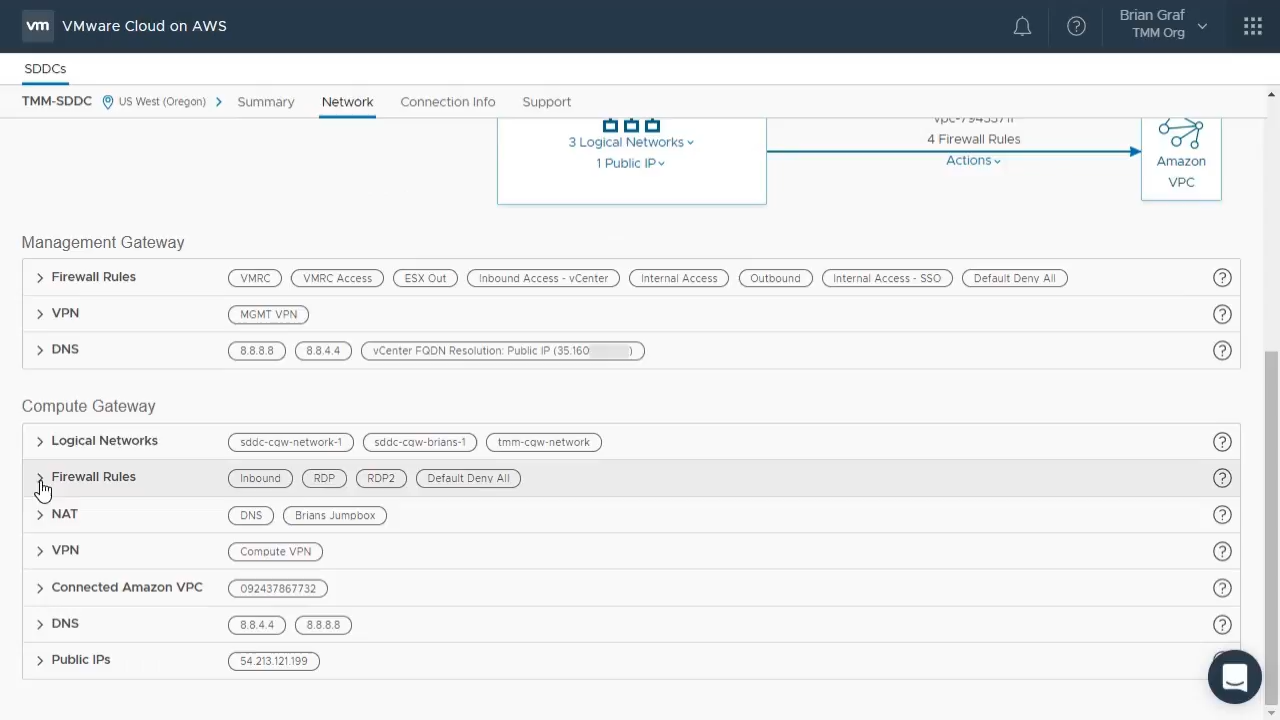 vm VMware Cloud on AWS
Brian Graf
TMM Org
SDDCs
TMM-SDDC US West (Oregon) Summary Network Connection Info Support
4 Firewall Rules
3 Logical Networks
Actions
1 Public IP
Amazon
VPC
Management Gateway
Firewall Rules VMRC VMRC Access ESX Out Inbound Access - vCenter Internal Access Outbound Internal Access - SSO Default Deny All
VPN MGMT VPN
DNS 8.8.8.8 8.8.4.4 vCenter FQDN Resolution: Public IP (35.160 )
Compute Gateway
Logical Networks sddc-cgw-network-1 sddc-cgw-brians-1 tmm-cgw-network
Firewall Rules Inbound RDP RDP2 Default Deny All
NAT DNS Brians Jumpbox
VPN Compute VPN
Connected Amazon VPC 092437867732
DNS 8.8.4.4 8.8.8.8
Public IPs 54.213.121.199